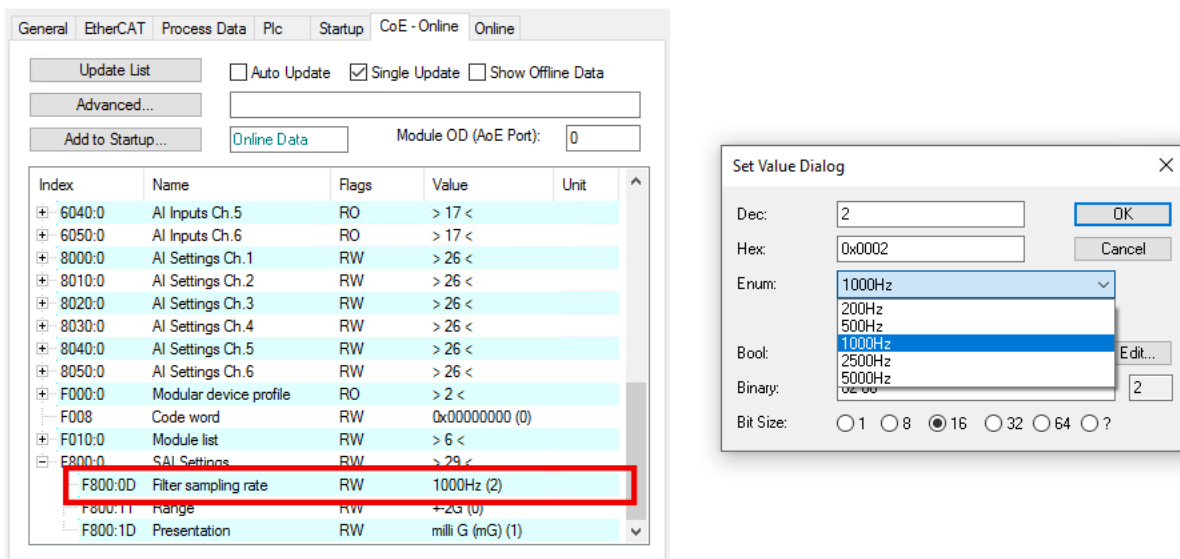 General EtherCAT Process Data Plc Startup CoE - Online Online
Update List Auto Update Single Update Show Offline Data
Advanced...
Add to Startup... Online Data Module OD (AoE Port): 0
Index Name Flags Value Unit
6040:0 AI Inputs Ch.5 RO > 17 <
6050:0 AI Inputs Ch.6 RO > 17 <
8000:0 AI Settings Ch.1 RW > 26 <
8010:0 AI Settings Ch.2 RW > 26 <
8020:0 AI Settings Ch.3 RW > 26 <
8030:0 AI Settings Ch.4 RW > 26 <
8040:0 AI Settings Ch.5 RW > 26 <
8050:0 AI Settings Ch.6 RW > 26 <
F000:0 Modular device profile RO > 2 <
F008 Code word RW 0x00000000 (0)
F010:0 Module list RW > 6 <
F800:0 SAI Settings RW > 29 <
F800:0D Filter sampling rate RW 1000Hz (2)
F800:11 Range RW +-2G (0)
F800:1D Presentation RW milli G (mG) (1)
Set Value Dialog
Dec: 2 OK
Hex: 0x0002 Cancel
Enum: 1000Hz
200Hz
500Hz
1000Hz
2500Hz
Bool: Edit...
5000Hz
Binary: 02 00 2
Bit Size: 1 8 16 32 64 ?